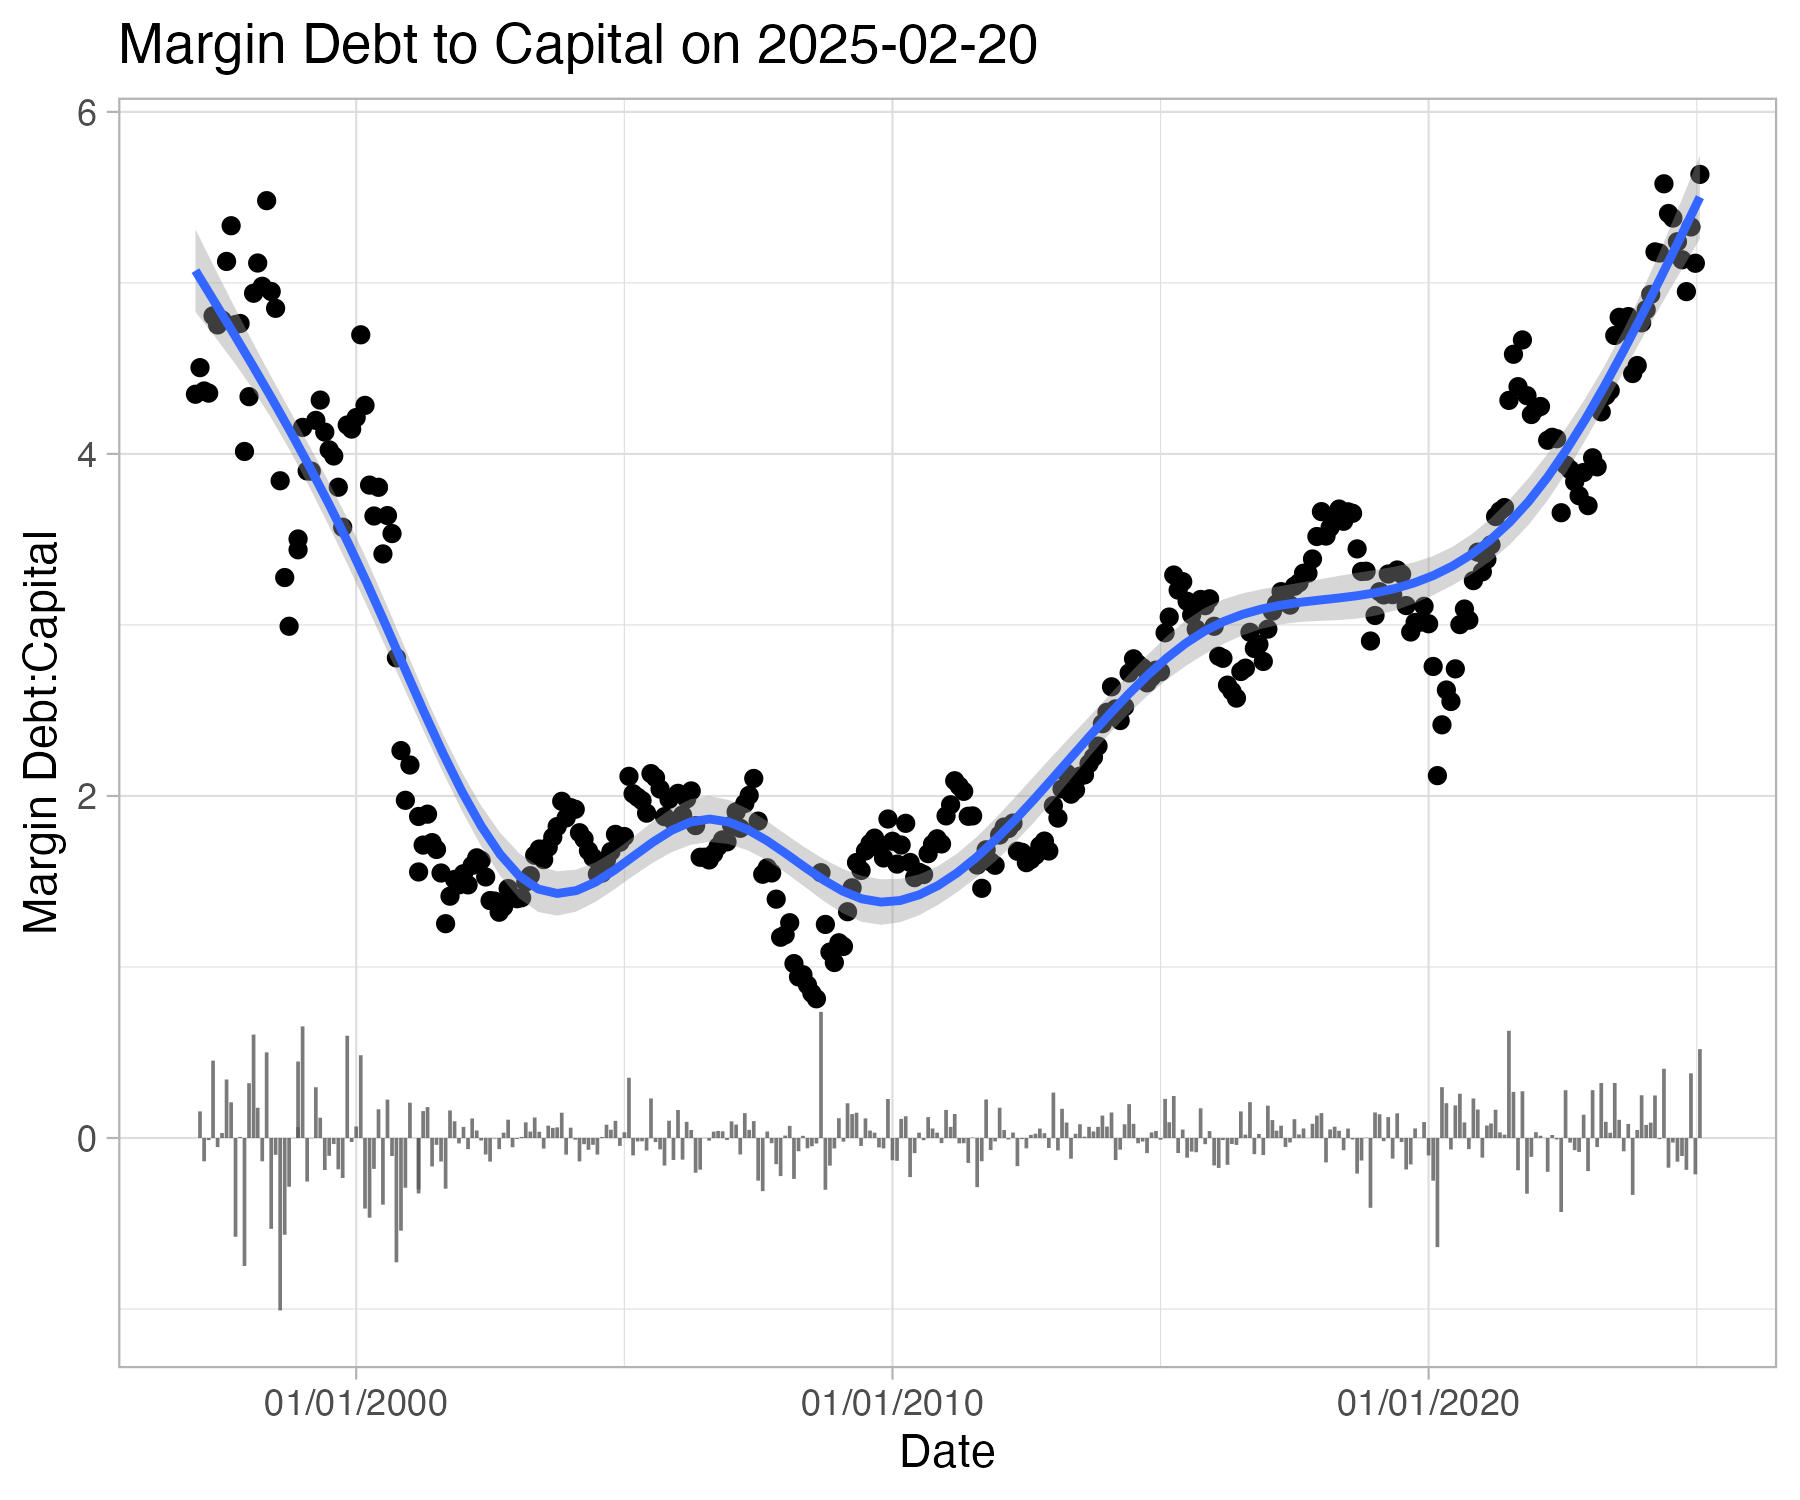 Margin Debt to Capital on 2025-02-20
6
4
2
0
Margin Debt:Capital
01/01/2000
01/01/2010
01/01/2020
Date